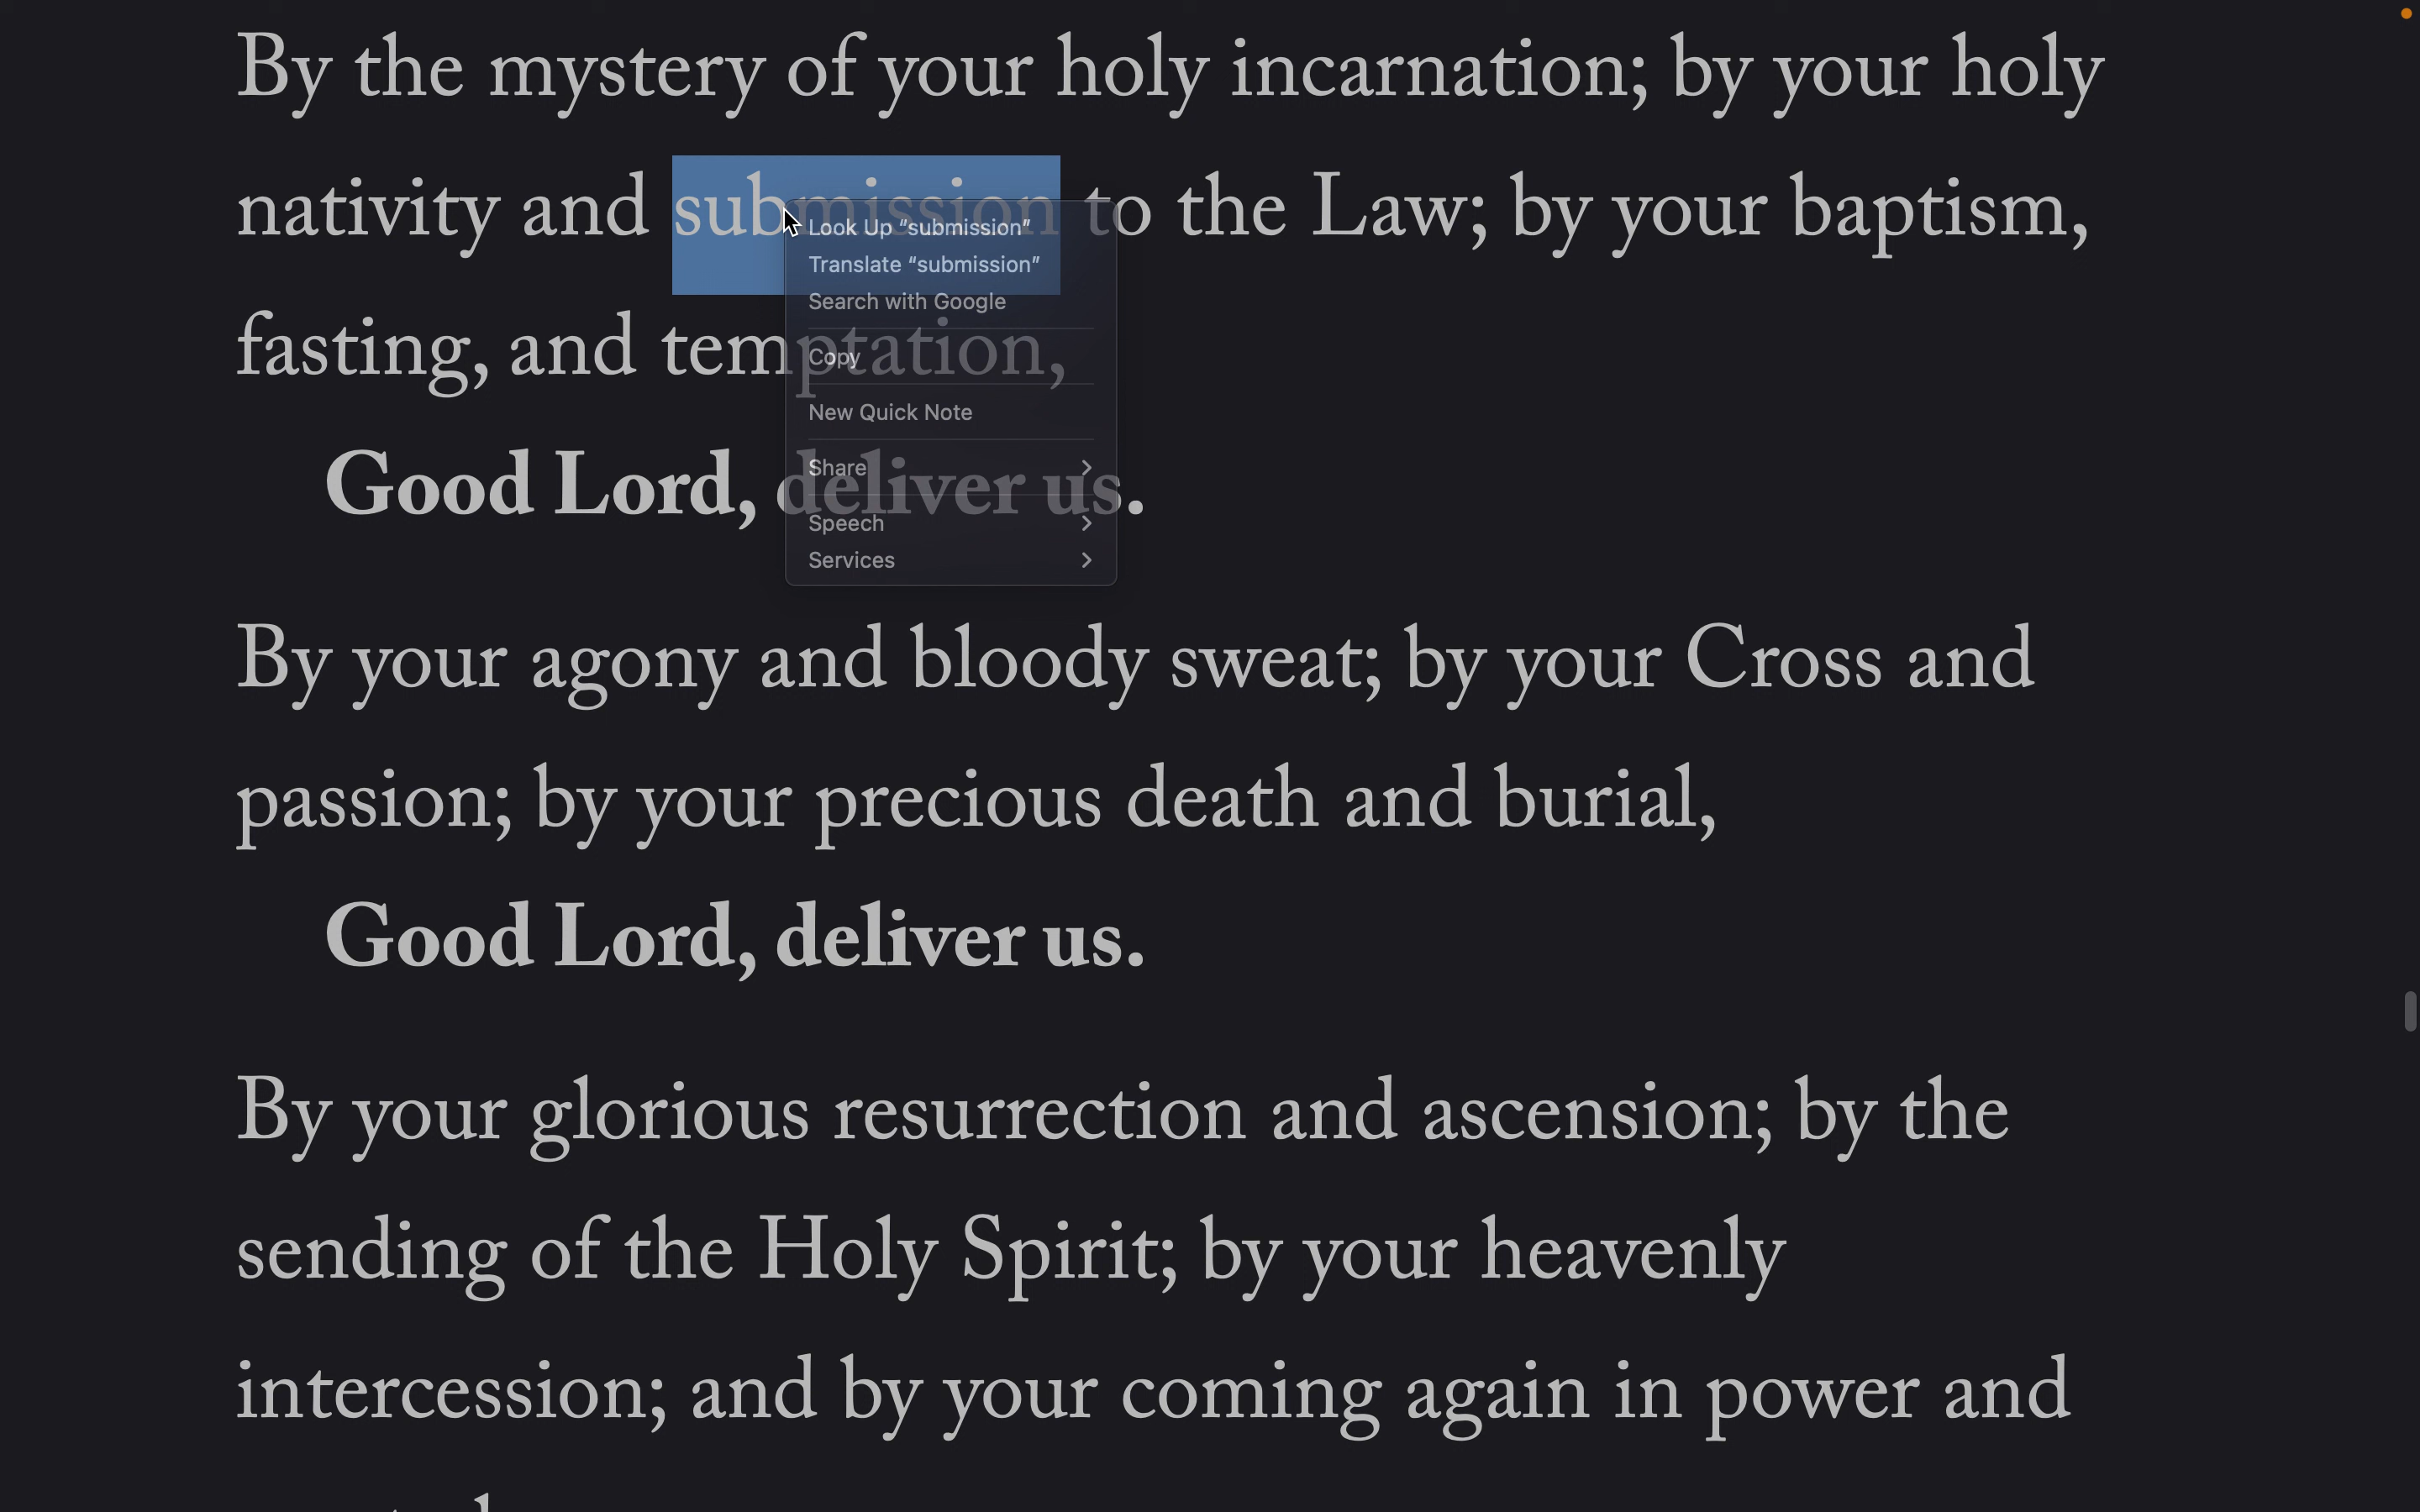 By the mystery of your holy incarnation; by your holy
nativity and submission to the Law; by your baptism,
fasting, and temptation,
Good Lord, deliver us.
Look Up “submission”
Translate “submission”
Search with Google
Copy
New Quick Note
Share
Speech
Services
By your agony and bloody sweat; by your Cross and
passion; by your precious death and burial,
Good Lord, deliver us.
By your glorious resurrection and ascension; by the
sending of the Holy Spirit; by your heavenly
intercession; and by your coming again in power and